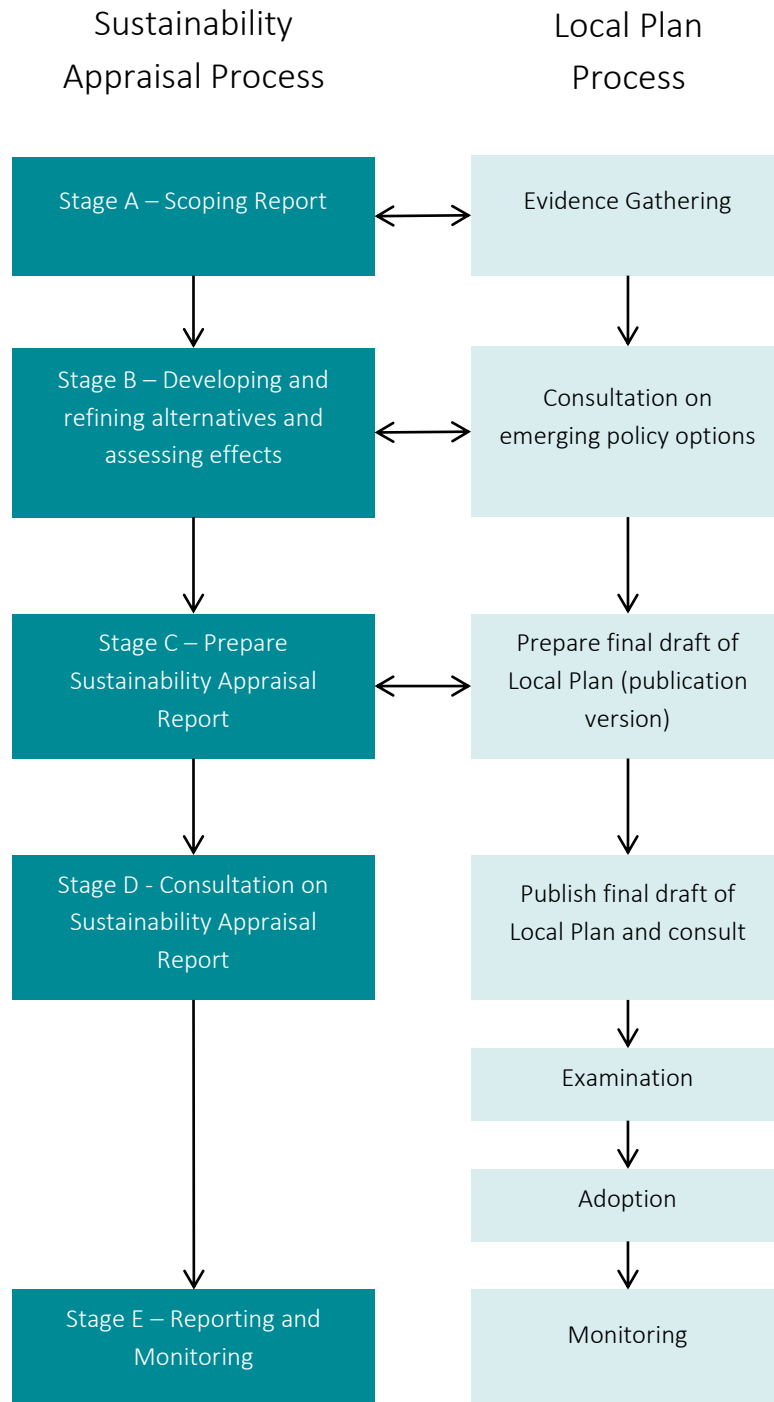 Sustainability
Appraisal Process
Local Plan
Process
Stage A – Scoping Report
Evidence Gathering
Stage B – Developing and
refining alternatives and
assessing effects
Consultation on
emerging policy options
Stage C – Prepare
Sustainability Appraisal
Report
Prepare final draft of
Local Plan (publication
version)
Stage D - Consultation on
Sustainability Appraisal
Report
Publish final draft of
Local Plan and consult
Examination
Adoption
Stage E – Reporting and
Monitoring
Monitoring